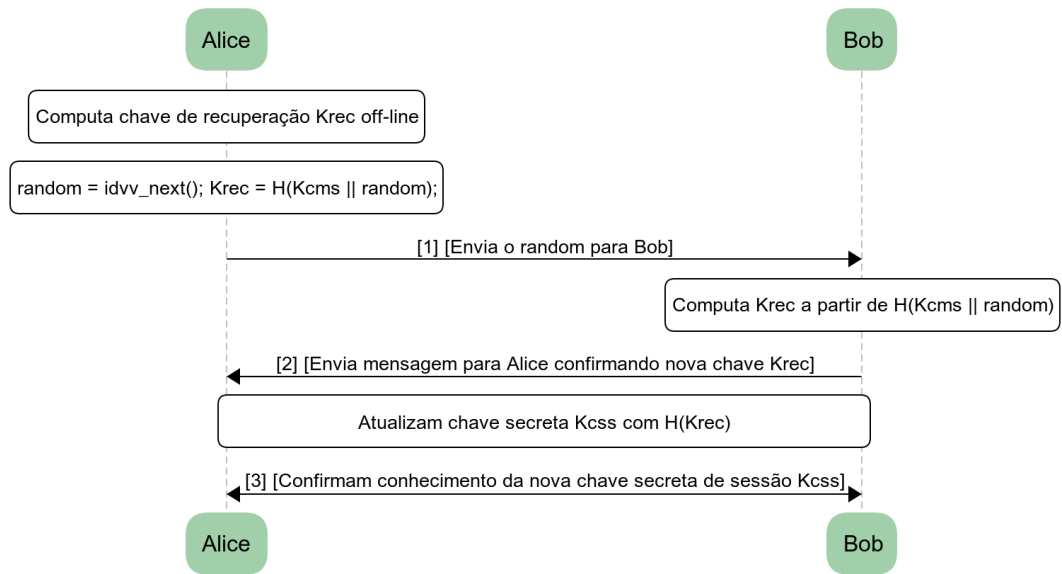 Alice Bob
Computa chave de recuperação Krec off-line
random = idvv_next(); Krec = H(Kcms || random);
[1] [Envia o random para Bob]
Computa Krec a partir de H(Kcms || random)
[2] [Envia mensagem para Alice confirmando nova chave Krec]
Atualizam chave secreta Kcss com H(Krec)
[3] [Confirmam conhecimento da nova chave secreta de sessão Kcss]
Alice Bob